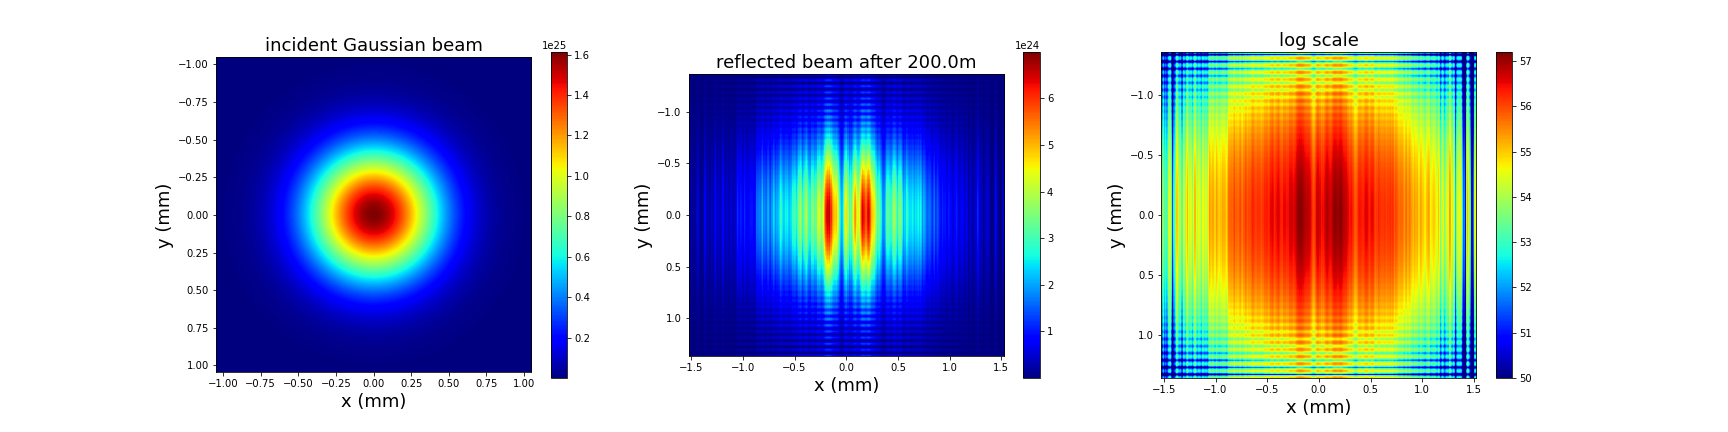 incident Gaussian beam
1e25
−1.00
−0.75
−0.50
−0.25
0.00
0.25
0.50
0.75
1.00
y (mm)
−1.00 −0.75 −0.50 −0.25 0.00 0.25 0.50 0.75 1.00
x (mm)
1.6
1.4
1.2
1.0
0.8
0.6
0.4
0.2
reflected beam after 200.0m
1e24
−1.0
−0.5
0.0
0.5
1.0
y (mm)
−1.5 −1.0 −0.5 0.0 0.5 1.0 1.5
x (mm)
6
5
4
3
2
1
log scale
−1.0
−0.5
0.0
0.5
1.0
y (mm)
−1.5 −1.0 −0.5 0.0 0.5 1.0 1.5
x (mm)
57
56
55
54
53
52
51
50